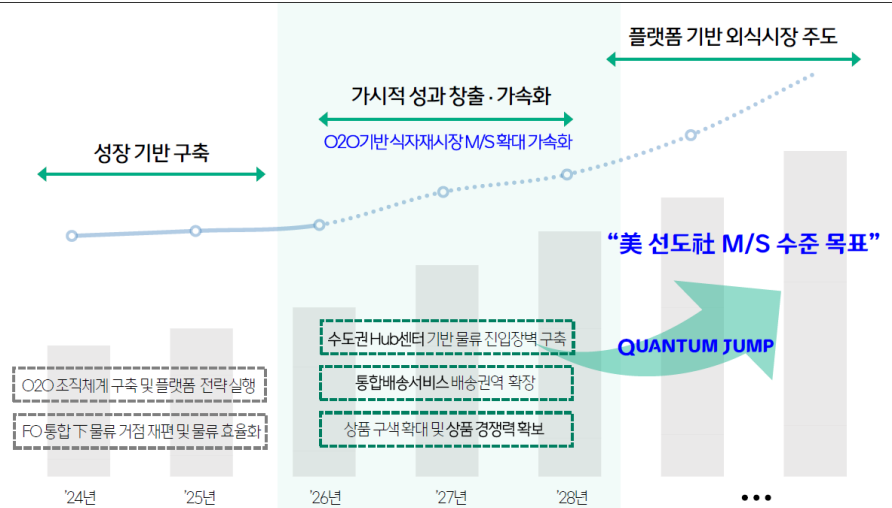 플랫폼 기반 외식시장 주도
가시적 성과 창출 · 가속화
O2O기반 식자재시장 M/S 확대 가속화
성장 기반 구축
“美 선도社 M/S 수준 목표”
QUANTUM JUMP
수도권 Hub센터 기반 물류 진입장벽 구축
통합배송서비스 배송권역 확장
상품 구색 확대 및 상품 경쟁력 확보
O2O 조직체계 구축 및 플랫폼 전략 실행
FO 통합 下 물류 거점 재편 및 물류 효율화
’24년
’25년
’26년
’27년
’28년
•••